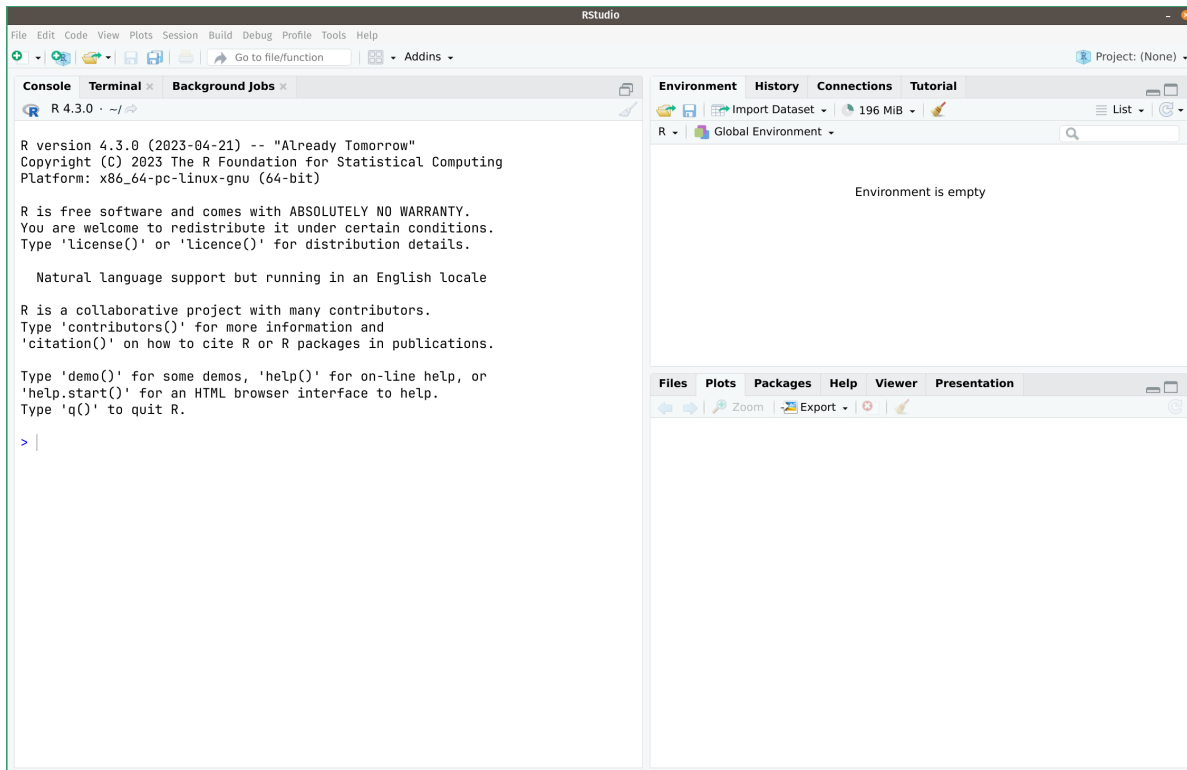 RStudio
File Edit Code View Plots Session Build Debug Profile Tools Help
Go to file/function Addins Project: (None)
Console Terminal Background Jobs
R 4.3.0 · ~/
R version 4.3.0 (2023-04-21) -- "Already Tomorrow"
Copyright (C) 2023 The R Foundation for Statistical Computing
Platform: x86_64-pc-linux-gnu (64-bit)
R is free software and comes with ABSOLUTELY NO WARRANTY.
You are welcome to redistribute it under certain conditions.
Type 'license()' or 'licence()' for distribution details.
Natural language support but running in an English locale
R is a collaborative project with many contributors.
Type 'contributors()' for more information and
'citation()' on how to cite R or R packages in publications.
Type 'demo()' for some demos, 'help()' for on-line help, or
'help.start()' for an HTML browser interface to help.
Type 'q()' to quit R.
>
Environment History Connections Tutorial
Import Dataset 196 MiB List
R Global Environment
Environment is empty
Files Plots Packages Help Viewer Presentation
Zoom Export